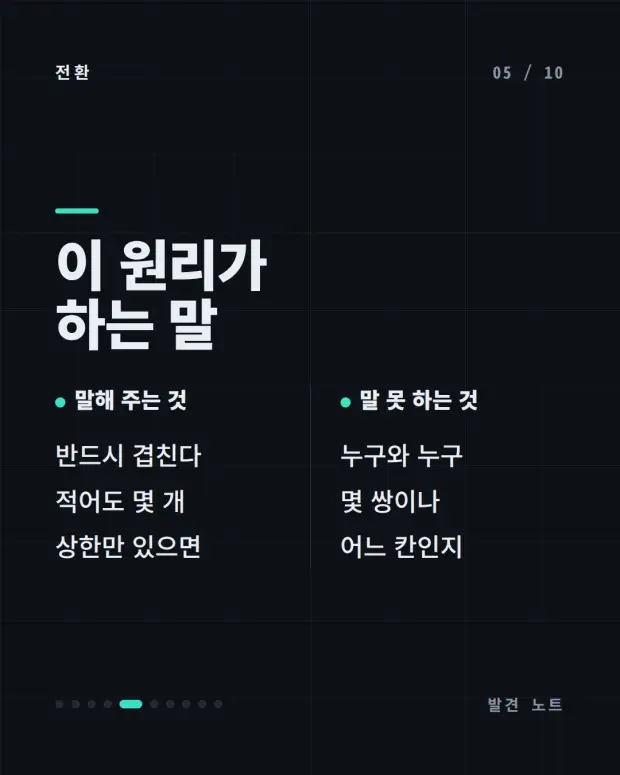 전환
05 / 10
이 원리가
하는 말
말해 주는 것
반드시 겹친다
적어도 몇 개
상한만 있으면
말 못 하는 것
누구와 누구
몇 쌍이나
어느 칸인지
발견 노트